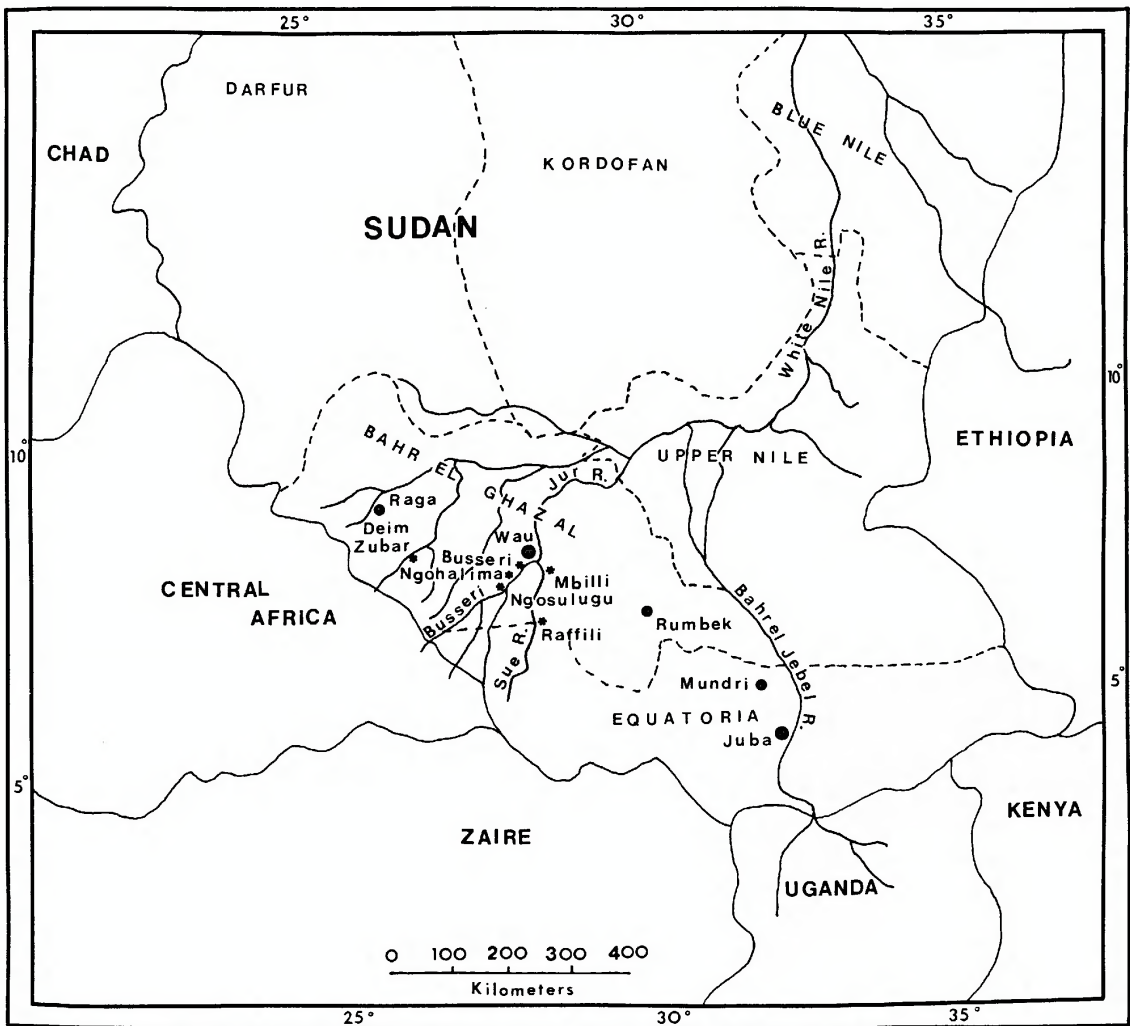 25° 30° 35°
DARFUR
CHAD
BLUE NILE
KORDOFAN
SUDAN
White Nile R.
10°
ETHIOPIA
10°
BAHR EL GHAZAL
UPPER NILE
Jur R.
Raga
Deim
Zubar
Wau
Busseri
Ngohalima
Mbilli
CENTRAL
AFRICA
Busseri
Ngosulugu
Rumbek
Raffili
Sue R.
Bahrel Jebel R.
Mundri
5°
EQUATORIA
Juba
5°
KENYA
ZAIRE
UGANDA
0 100 200 300 400
Kilometers
25° 30° 35°